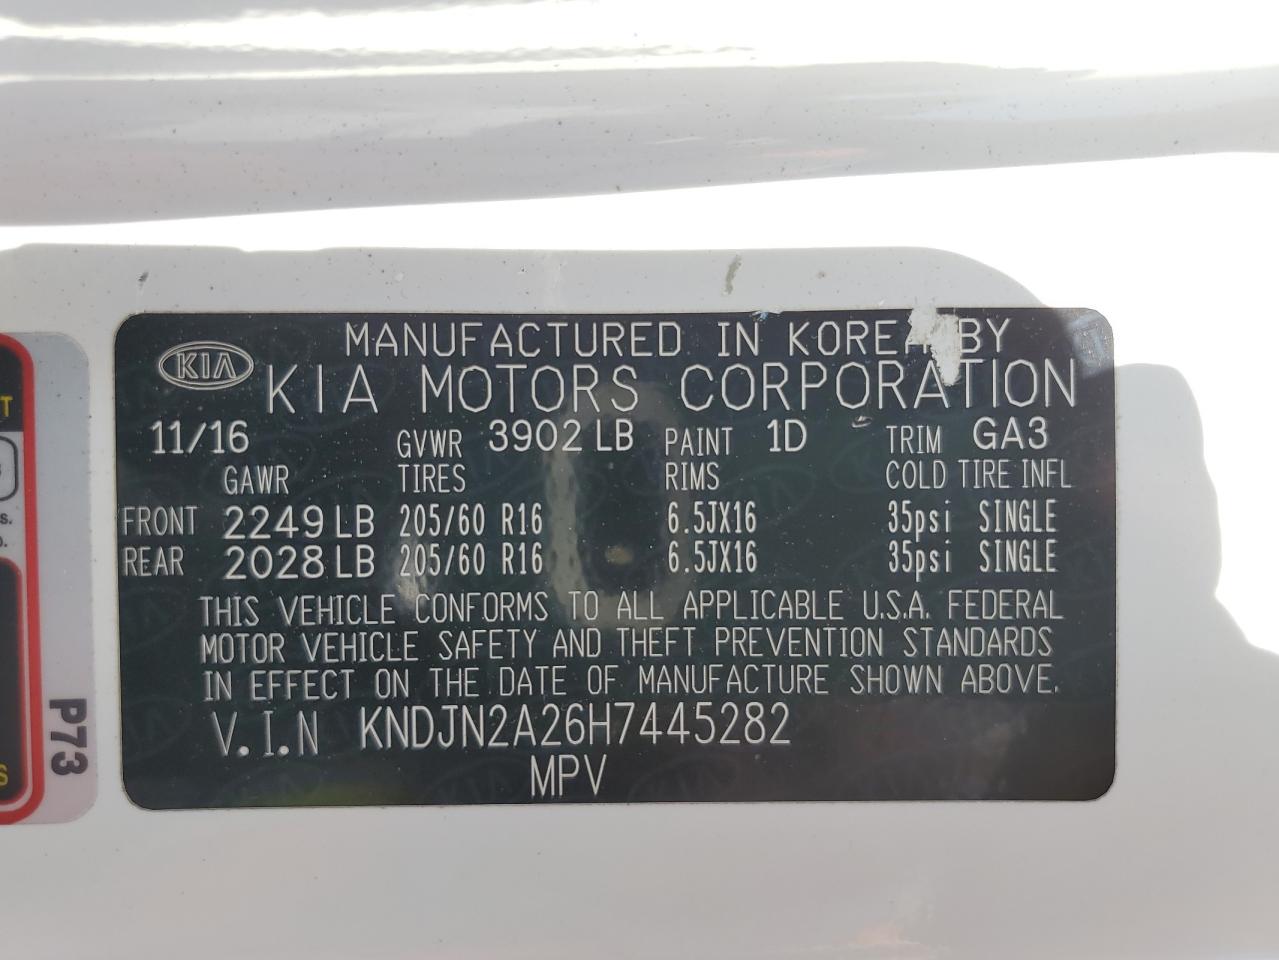 MANUFACTURED IN KOREA BY
KIA
KIA MOTORS CORPORATION
11/16 GVWR 3902 LB PAINT 1D TRIM GA3
GAWR TIRES RIMS COLD TIRE INFL
FRONT 2249 LB 205/60 R16 6.5JX16 35psi SINGLE
REAR 2028 LB 205/60 R16 6.5JX16 35psi SINGLE
THIS VEHICLE CONFORMS TO ALL APPLICABLE U.S.A. FEDERAL
MOTOR VEHICLE SAFETY AND THEFT PREVENTION STANDARDS
IN EFFECT ON THE DATE OF MANUFACTURE SHOWN ABOVE.
V.I.N KNDJN2A26H7445282
MPV
P73